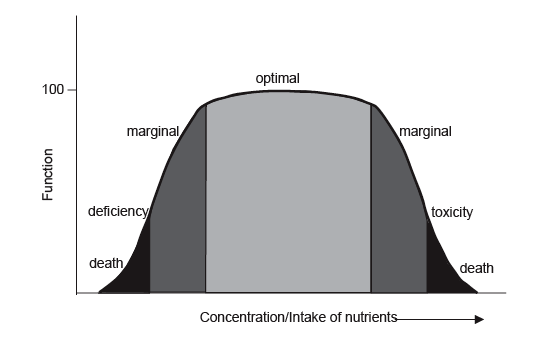 optimal
100
marginal
marginal
deficiency
toxicity
death
death
Function
Concentration/Intake of nutrients